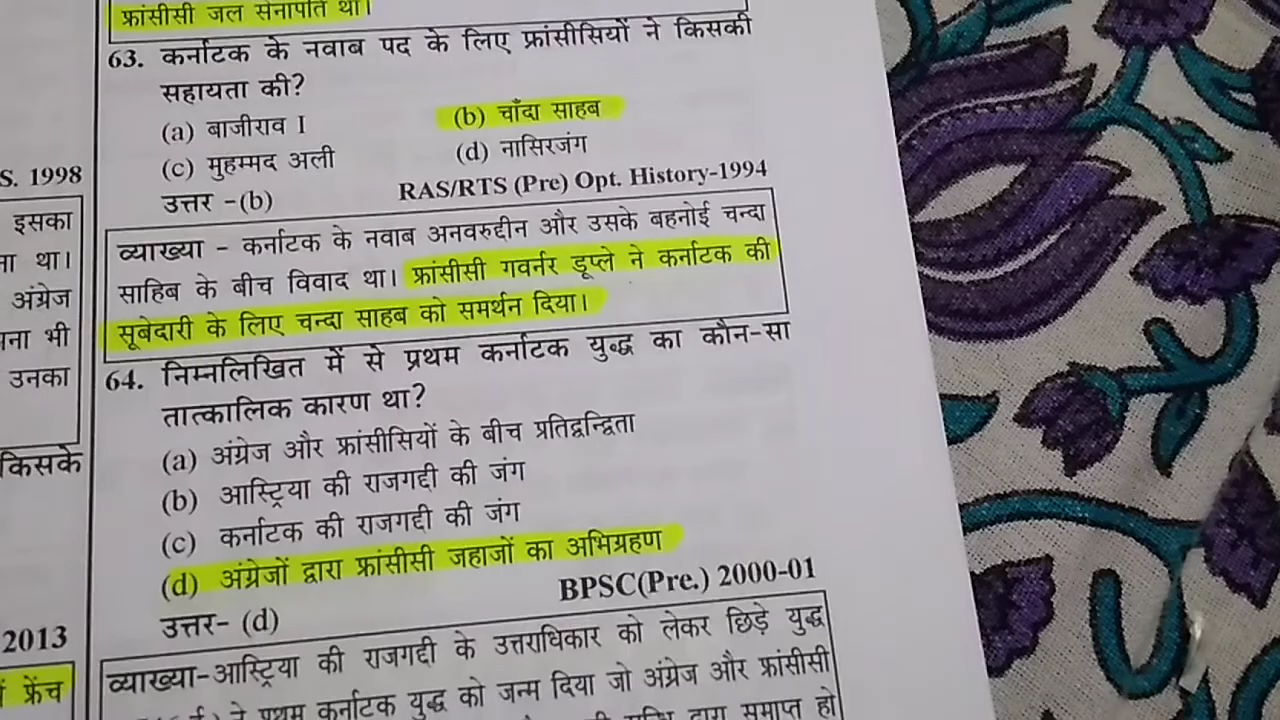 फ्रांसीसी जल सेनापति था।
63. कर्नाटक के नवाब पद के लिए फ्रांसीसियों ने किसकी
सहायता की?
(a) बाजीराव I (b) चाँदा साहब
(c) मुहम्मद अली (d) नासिरजंग
उत्तर -(b) RAS/RTS (Pre) Opt. History-1994
व्याख्या - कर्नाटक के नवाब अनवरुद्दीन और उसके बहनोई चन्दा
साहिब के बीच विवाद था। फ्रांसीसी गवर्नर डूप्ले ने कर्नाटक की
सूबेदारी के लिए चन्दा साहब को समर्थन दिया।
64. निम्नलिखित में से प्रथम कर्नाटक युद्ध का कौन-सा
तात्कालिक कारण था?
(a) अंग्रेज और फ्रांसीसियों के बीच प्रतिद्वन्द्विता
(b) आस्ट्रिया की राजगद्दी की जंग
(c) कर्नाटक की राजगद्दी की जंग
(d) अंग्रेजों द्वारा फ्रांसीसी जहाजों का अभिग्रहण
BPSC(Pre.) 2000-01
उत्तर- (d)
व्याख्या-आस्ट्रिया की राजगद्दी के उत्तराधिकार को लेकर छिड़े युद्ध
ने प्रथम कर्नाटक युद्ध को जन्म दिया जो अंग्रेज और फ्रांसीसी
द्वारा समाप्त हो
S. 1998
इसका
था।
अंग्रेज
भी
उनका
किसके
2013
फ्रेंच